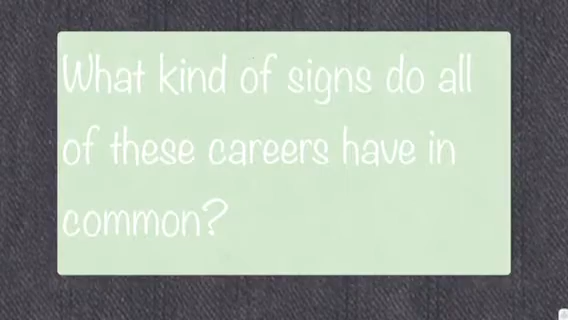 What kind of signs do all
of these careers have in
common?